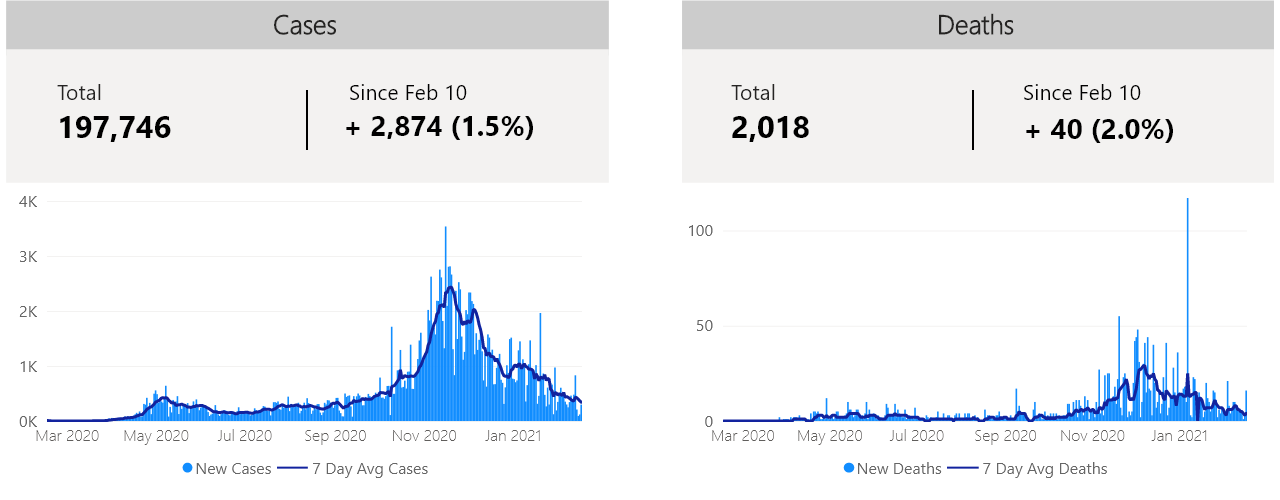 Cases
Total
Since Feb 10
197,746
+ 2,874 (1.5%)
4K
3K
2K
1K
0K
Mar 2020 May 2020 Jul 2020 Sep 2020 Nov 2020 Jan 2021
New Cases 7 Day Avg Cases
Deaths
Total
Since Feb 10
2,018
+ 40 (2.0%)
100
50
0
Mar 2020 May 2020 Jul 2020 Sep 2020 Nov 2020 Jan 2021
New Deaths 7 Day Avg Deaths